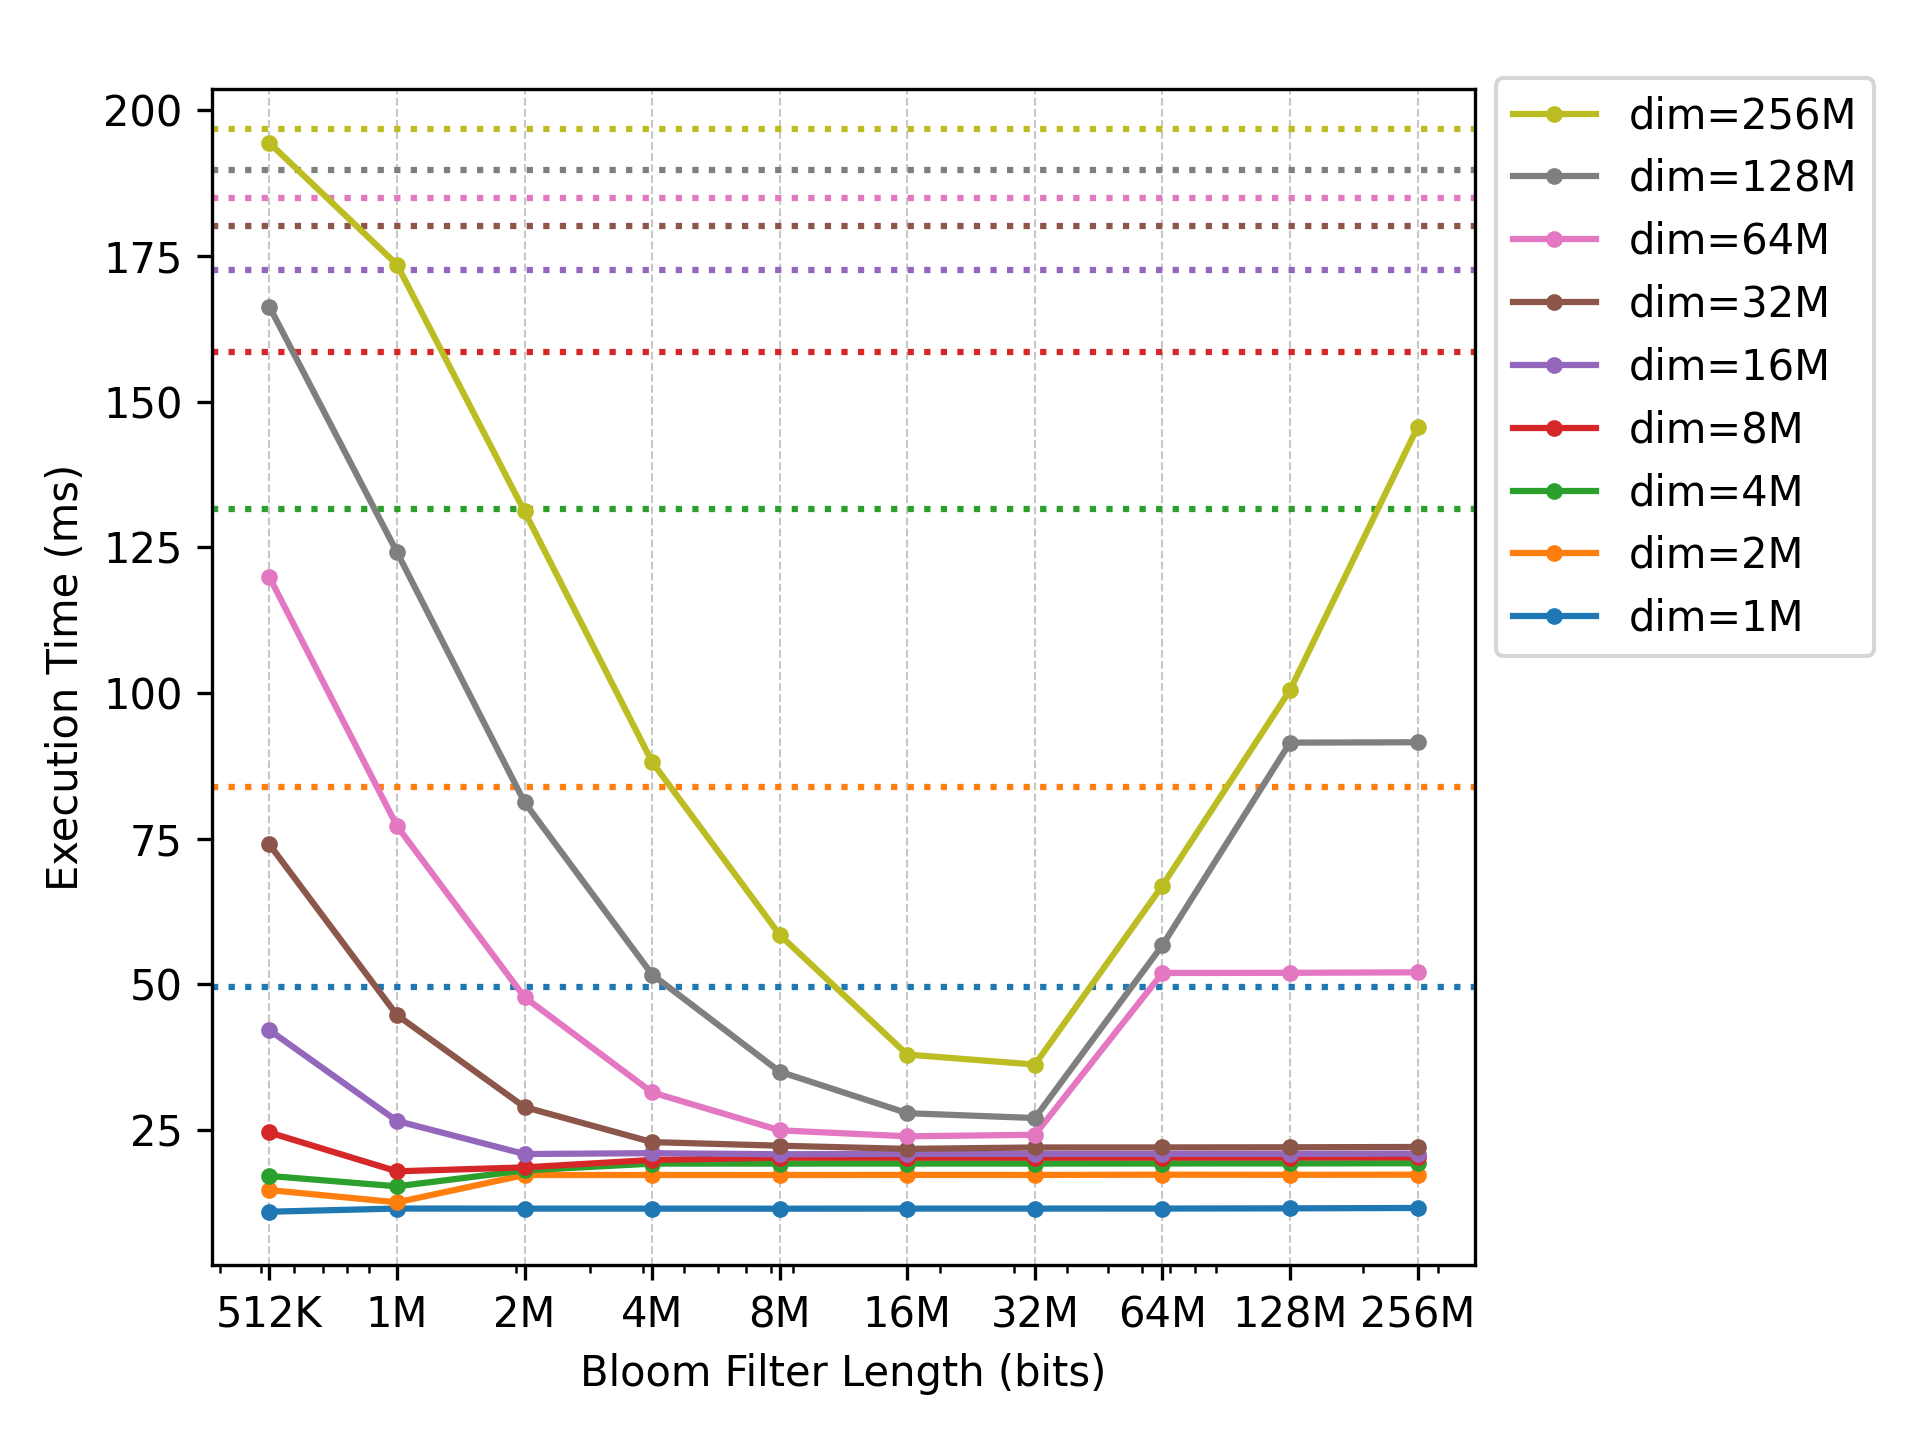 200
175
150
125
100
75
50
25
Execution Time (ms)
512K 1M 2M 4M 8M 16M 32M 64M 128M 256M
Bloom Filter Length (bits)
dim=256M
dim=128M
dim=64M
dim=32M
dim=16M
dim=8M
dim=4M
dim=2M
dim=1M